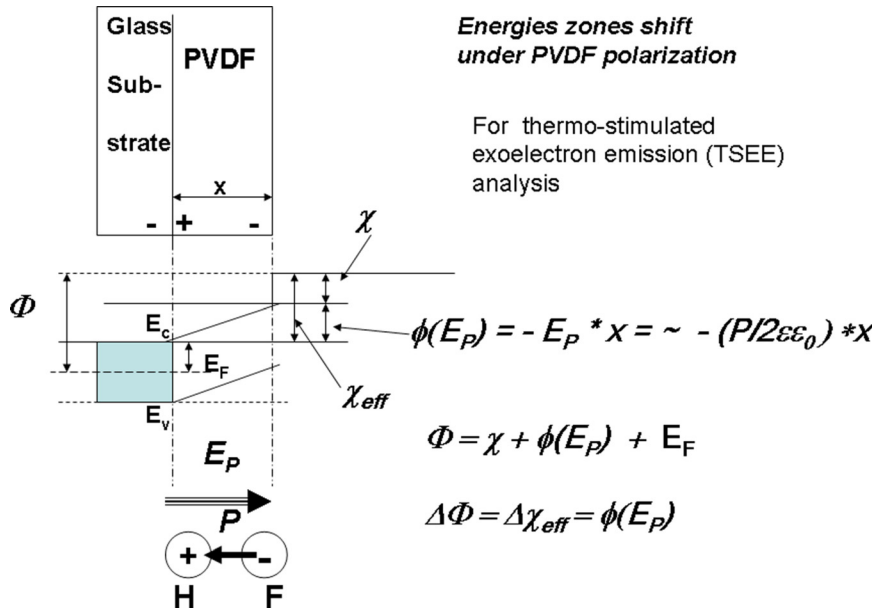 Glass
Sub-
strate
PVDF
x
- + -
Energies zones shift
under PVDF polarization
For thermo-stimulated
exoelectron emission (TSEE)
analysis
χ
Φ
E_c
E_F
E_v
χ_eff
ϕ(E_P) = - E_P * x = ~ - (P/2εε₀) *x
Φ = χ + ϕ(E_P) + E_F
ΔΦ = Δχ_eff = ϕ(E_P)
E_P
P
+ -
H F